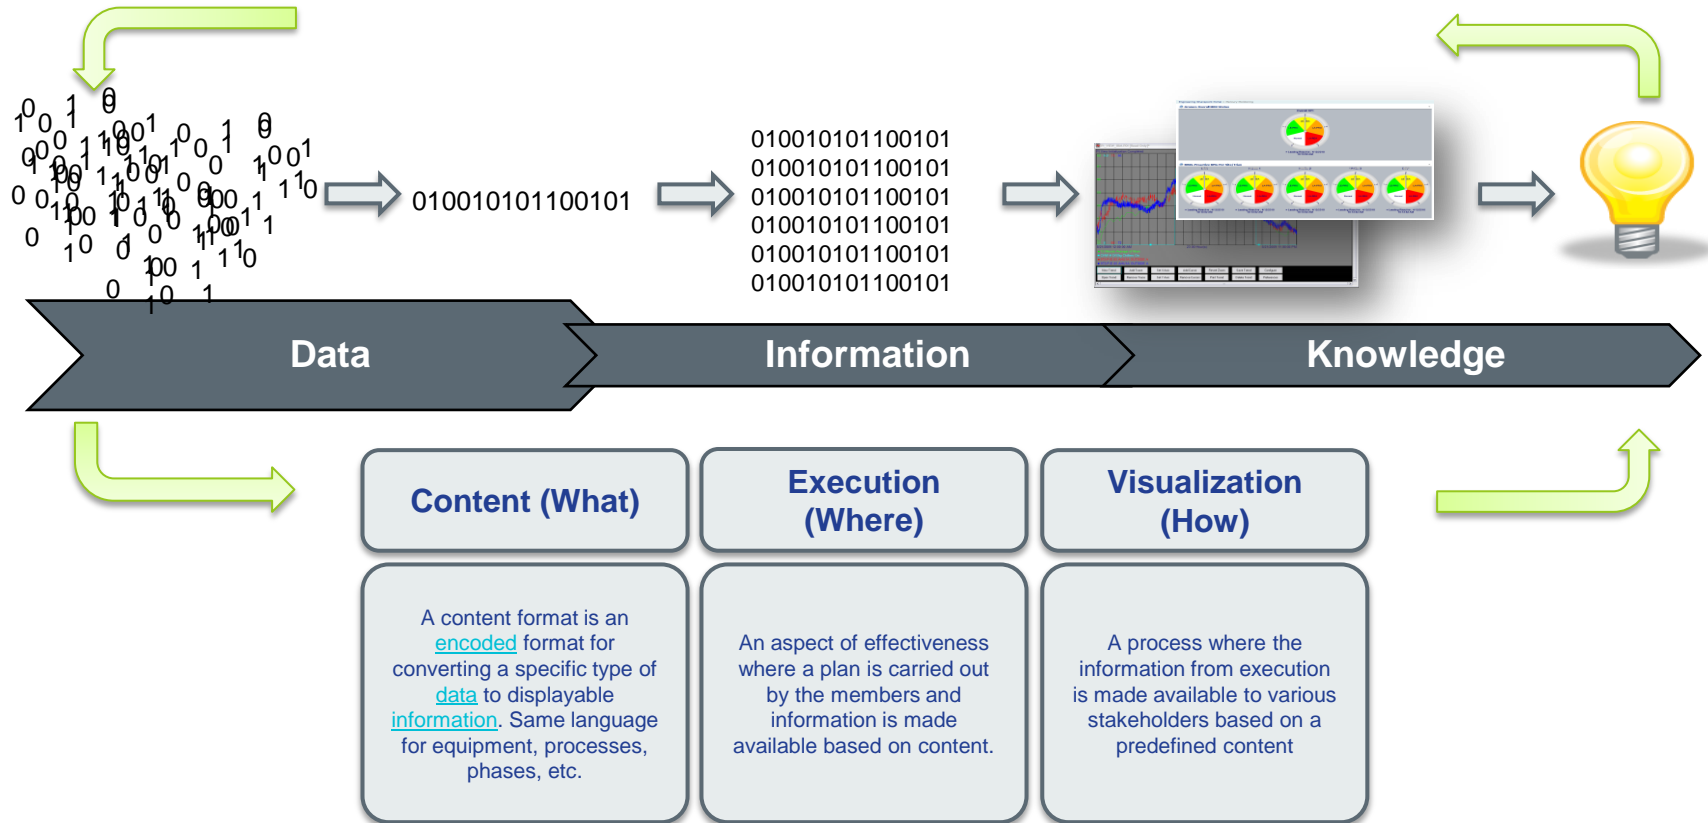 010010101100101
010010101100101
010010101100101
010010101100101
010010101100101
010010101100101
010010101100101
Data
Information
Knowledge
Content (What)
Execution
(Where)
Visualization
(How)
A content format is an
encoded format for
converting a specific type of
data to displayable
information. Same language
for equipment, processes,
phases, etc.
An aspect of effectiveness
where a plan is carried out
by the members and
information is made
available based on content.
A process where the
information from execution
is made available to various
stakeholders based on a
predefined content